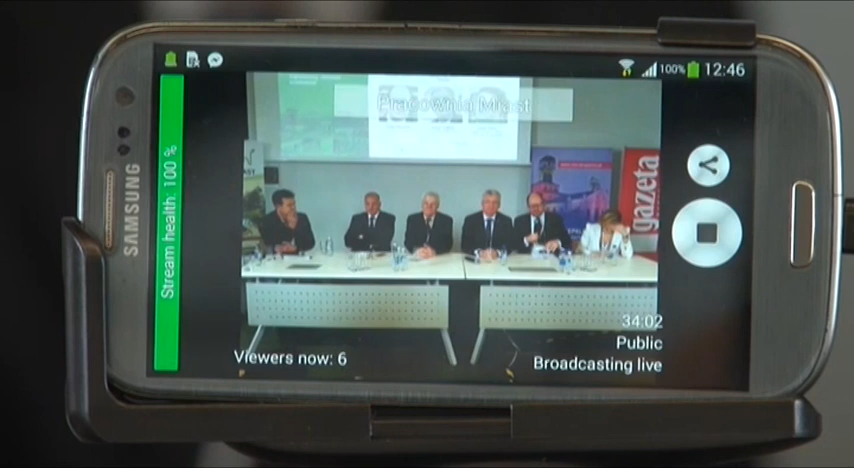 100%
12:46
Pracownia Miast
SAMSUNG
Stream health: 100 %
gazeta
34:02
Public
Viewers now: 6
Broadcasting live